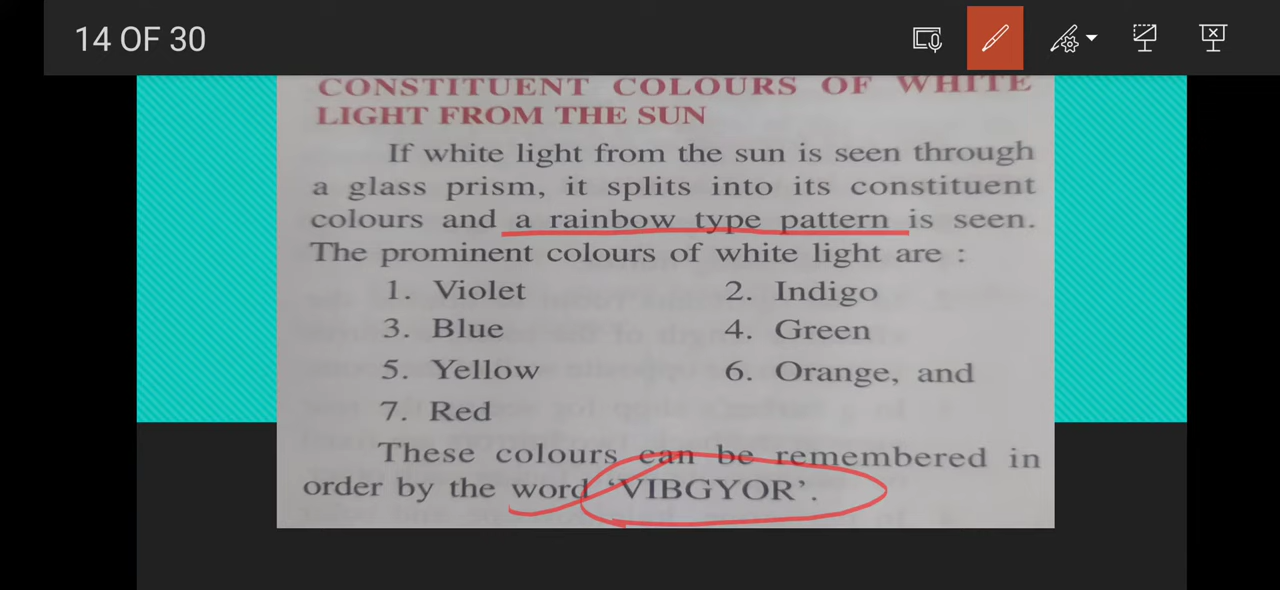 14 OF 30
CONSTITUENT COLOURS OF WHITE
LIGHT FROM THE SUN
If white light from the sun is seen through
a glass prism, it splits into its constituent
colours and a rainbow type pattern is seen.
The prominent colours of white light are :
1. Violet 2. Indigo
3. Blue 4. Green
5. Yellow 6. Orange, and
7. Red
These colours can be remembered in
order by the word ‘VIBGYOR’.